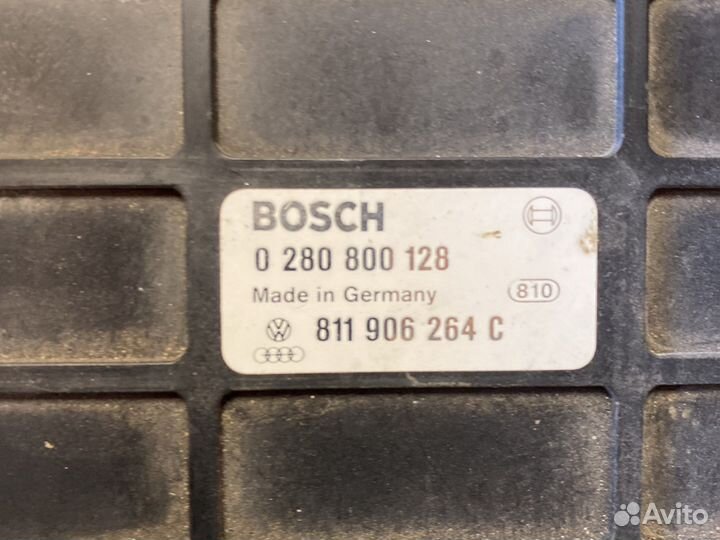 BOSCH
0 280 800 128
Made in Germany 810
811 906 264 C
Avito